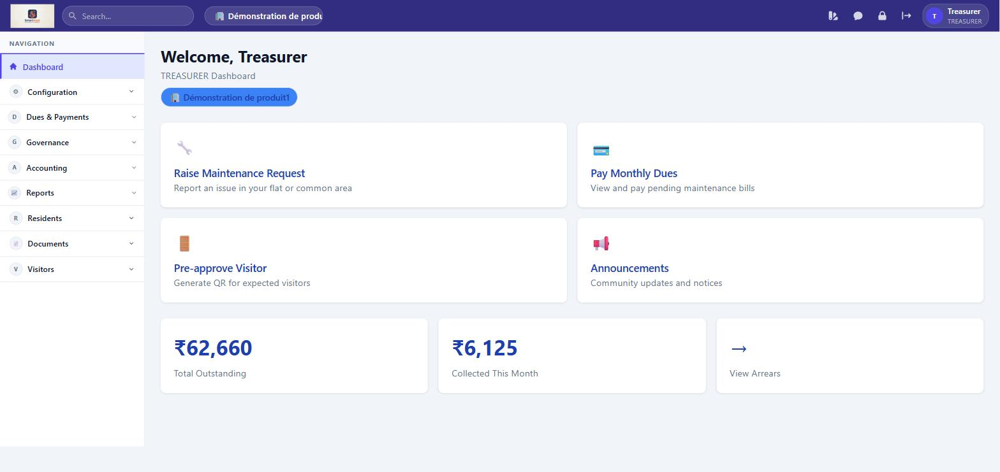 Search...
Démonstration de produ
Treasurer
T
TREASURER
NAVIGATION
Dashboard
Configuration
D Dues & Payments
G Governance
A Accounting
Reports
R Residents
Documents
V Visitors
Welcome, Treasurer
TREASURER Dashboard
Démonstration de produit1
Raise Maintenance Request
Report an issue in your flat or common area
Pay Monthly Dues
View and pay pending maintenance bills
Pre-approve Visitor
Generate QR for expected visitors
Announcements
Community updates and notices
₹62,660
Total Outstanding
₹6,125
Collected This Month
→
View Arrears